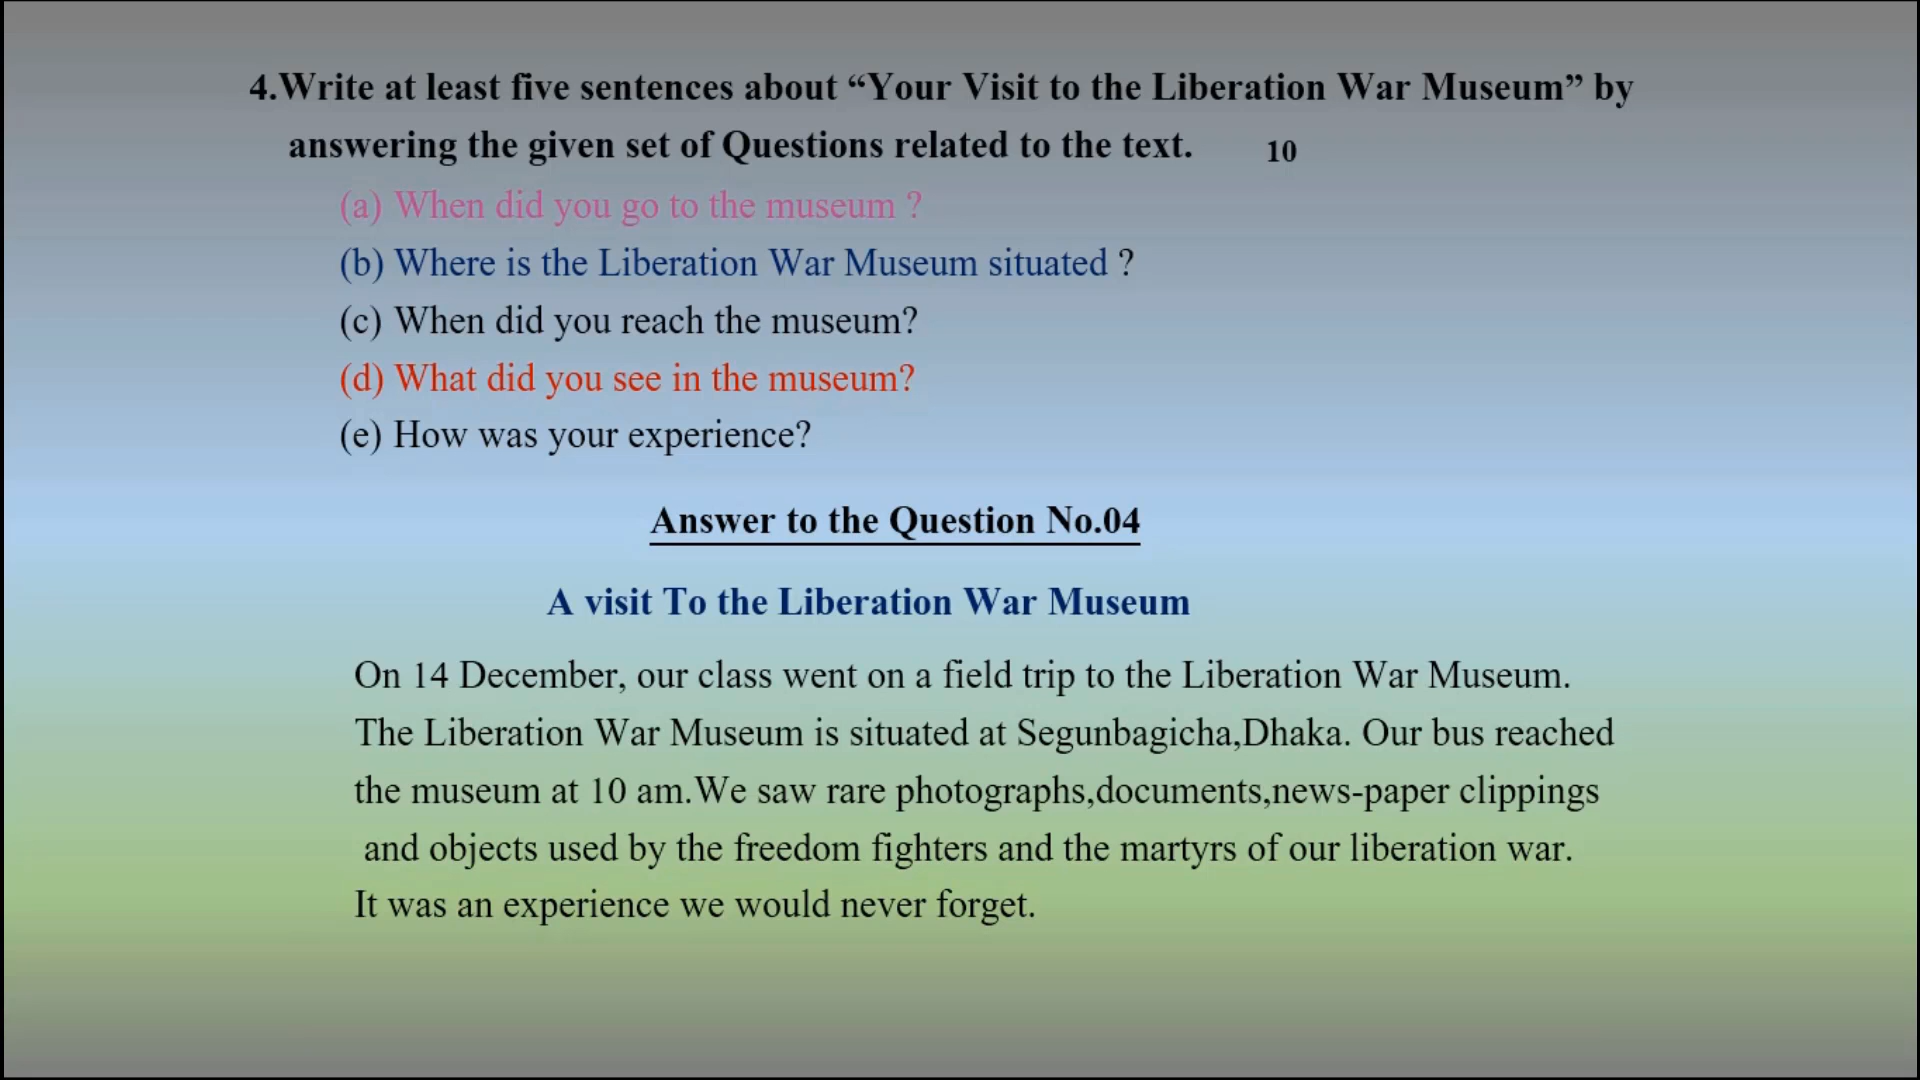 4.Write at least five sentences about “Your Visit to the Liberation War Museum” by
answering the given set of Questions related to the text. 10
(a) When did you go to the museum ?
(b) Where is the Liberation War Museum situated ?
(c) When did you reach the museum?
(d) What did you see in the museum?
(e) How was your experience?
Answer to the Question No.04
A visit To the Liberation War Museum
On 14 December, our class went on a field trip to the Liberation War Museum.
The Liberation War Museum is situated at Segunbagicha,Dhaka. Our bus reached
the museum at 10 am.We saw rare photographs,documents,news-paper clippings
and objects used by the freedom fighters and the martyrs of our liberation war.
It was an experience we would never forget.